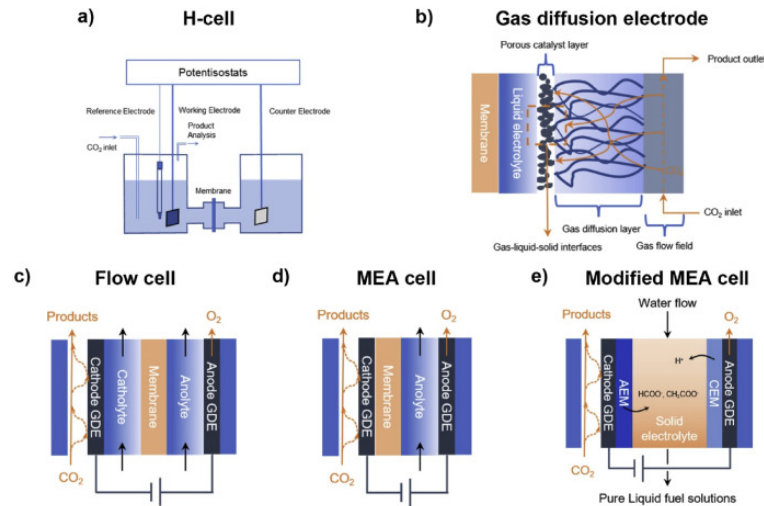 a)
H-cell
Potentisostats
Reference Electrode
Working Electrode
Counter Electrode
CO₂ inlet
Product
Analysis
Membrane
b)
Gas diffusion electrode
Porous catalyst layer
Product outlet
Membrane
Liquid electrolyte
Gas diffusion layer
CO₂ inlet
Gas-liquid-solid interfaces
Gas flow field
c)
Flow cell
Products
O₂
Cathode GDE
Catholyte
Membrane
Anolyte
Anode GDE
CO₂
d)
MEA cell
Products
O₂
Cathode GDE
Membrane
Anolyte
Anode GDE
CO₂
e)
Modified MEA cell
Water flow
Products
O₂
Cathode GDE
AEM
H⁺
HCOO⁻, CH₃COO⁻
Solid
electrolyte
CEM
Anode GDE
CO₂
Pure Liquid fuel solutions